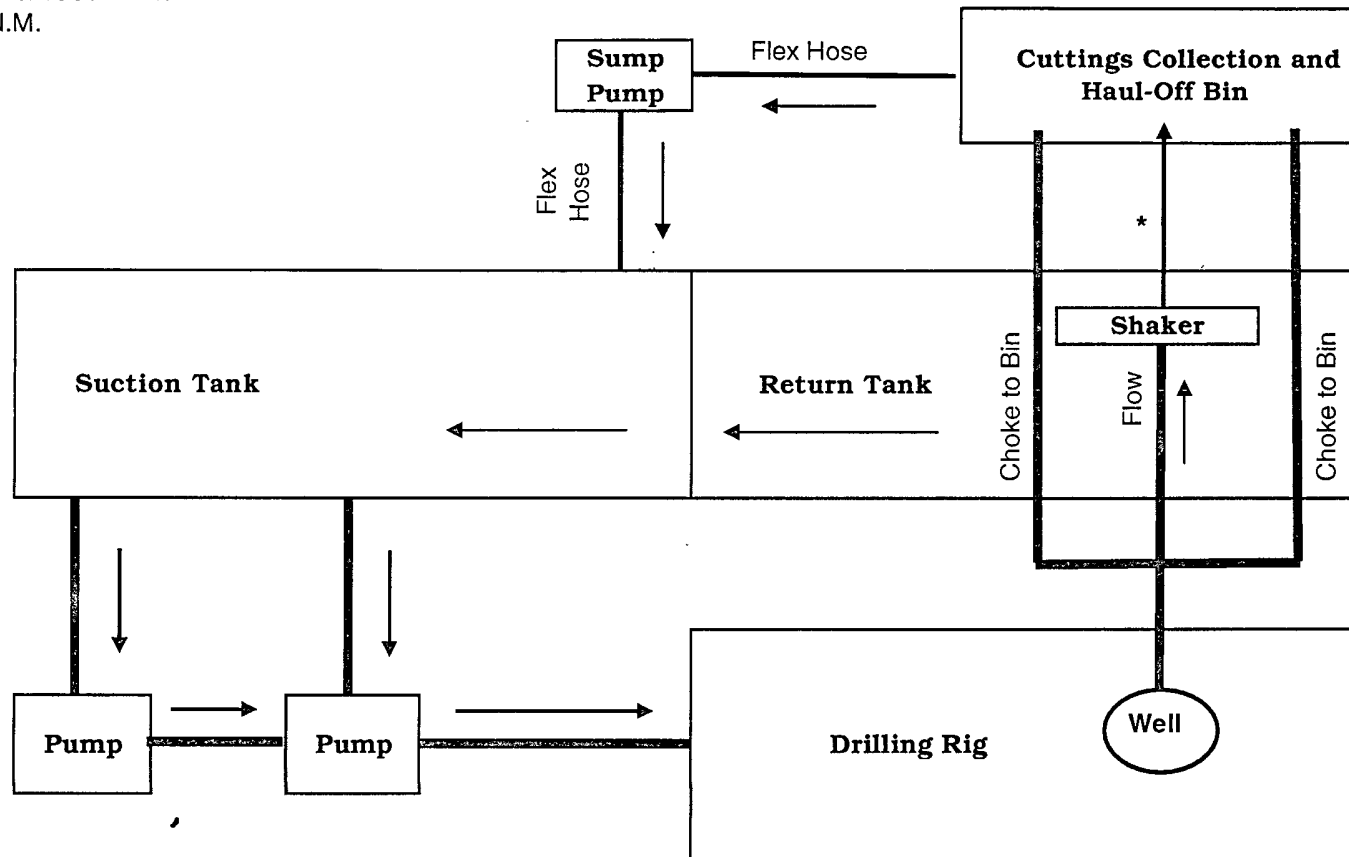 N.M.
Sump
Pump
Flex Hose
Cuttings Collection and
Haul-Off Bin
Flex
Hose
*
Shaker
Suction Tank
Return Tank
Choke to Bin
Flow
Choke to Bin
Pump
Pump
Drilling Rig
Well